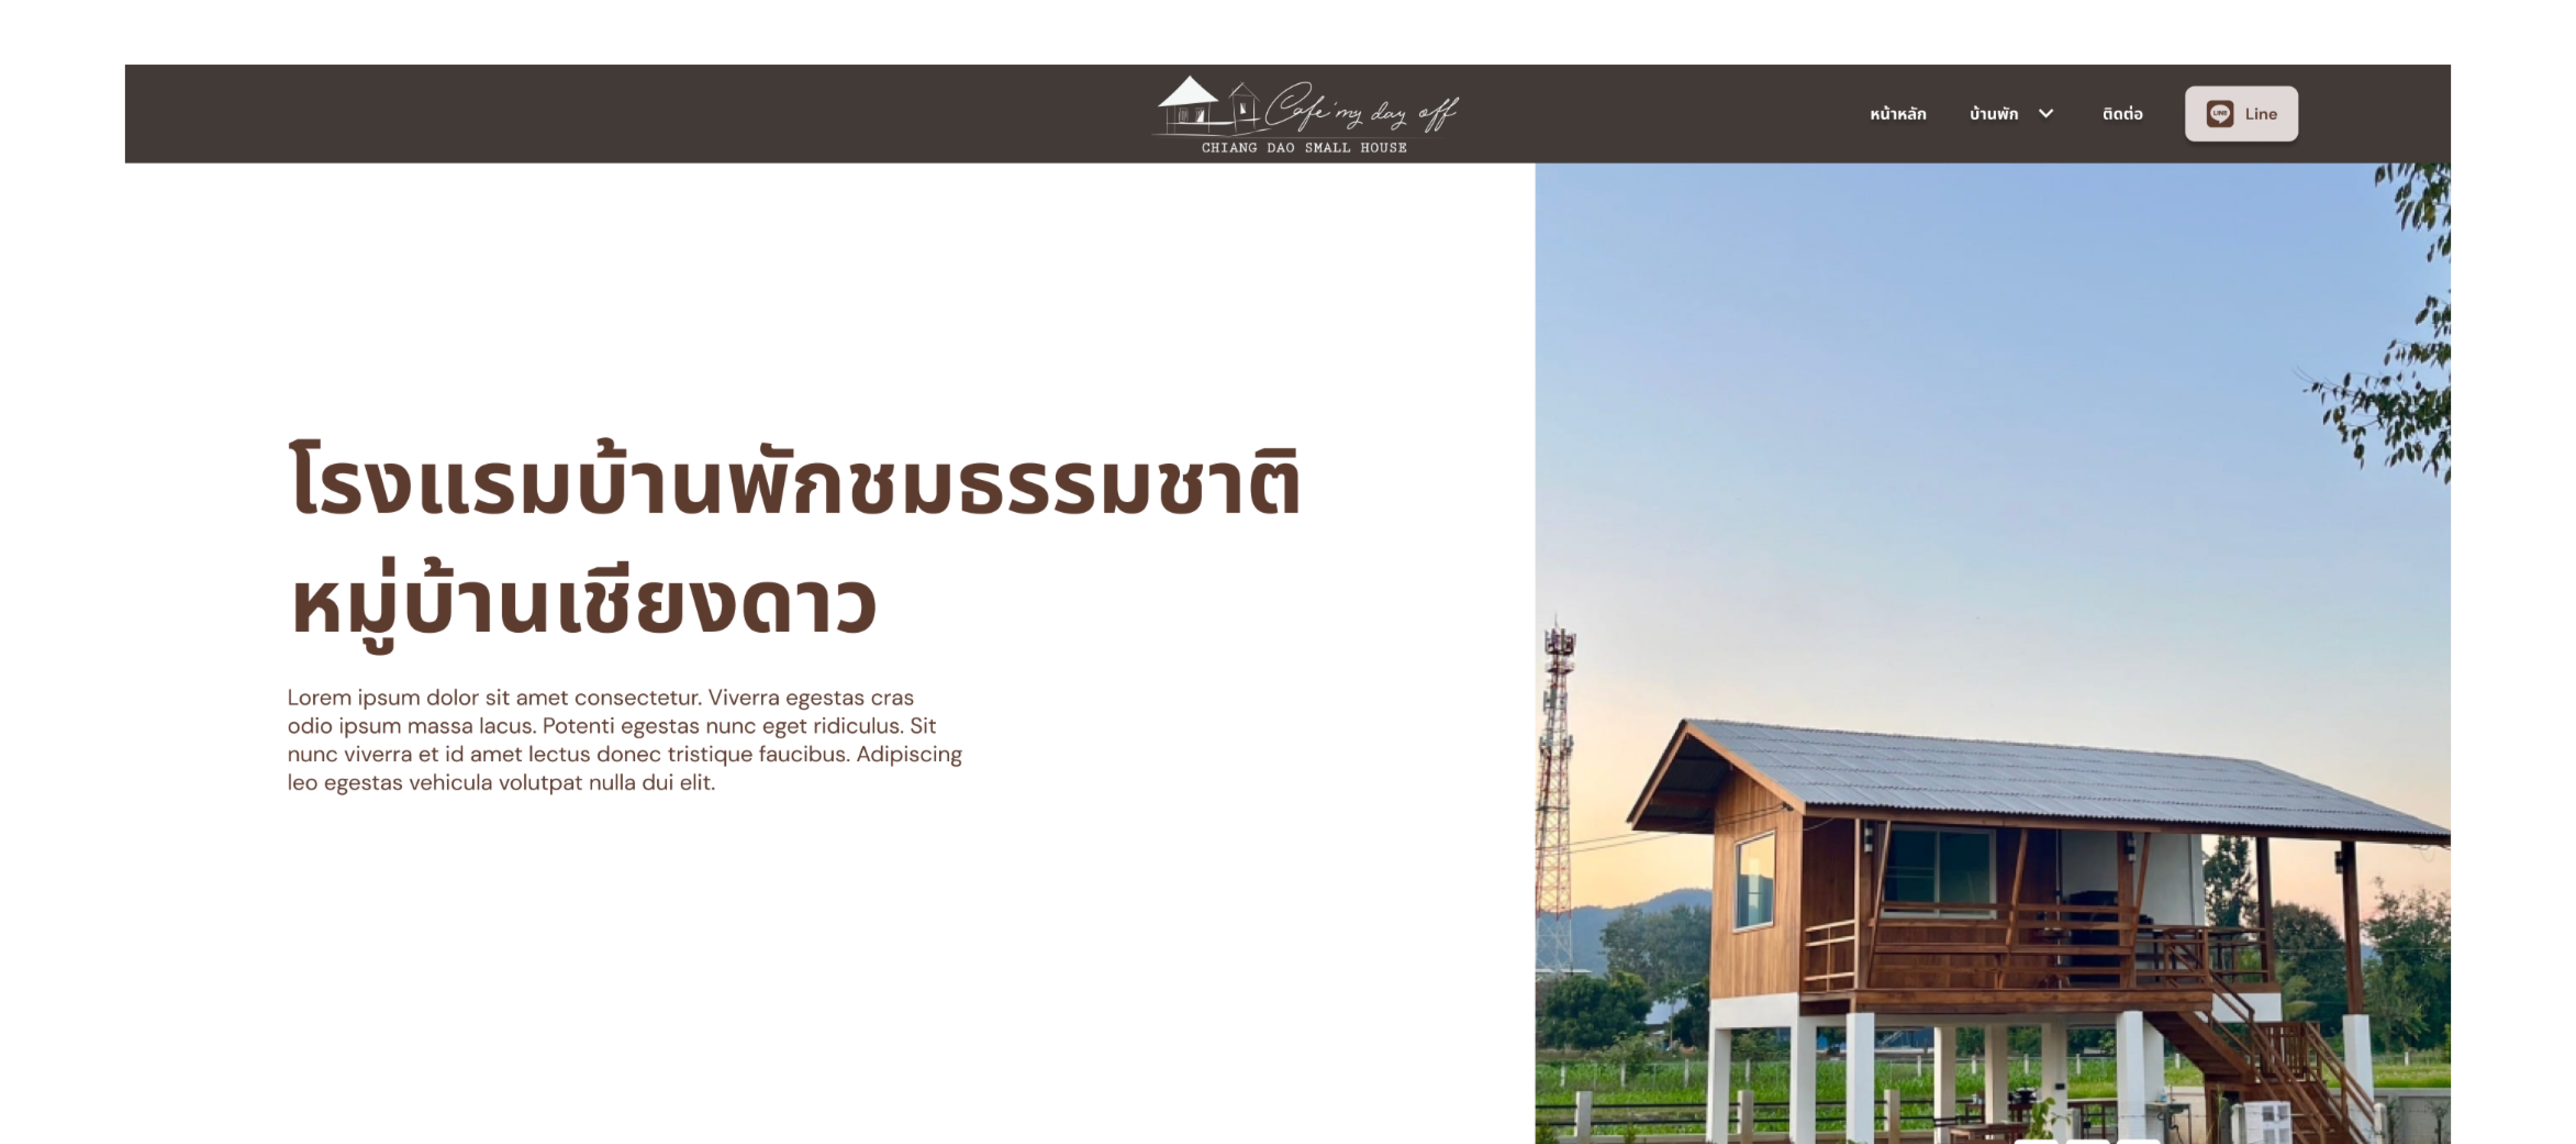 Cafe' my day off
CHIANG DAO SMALL HOUSE
หน้าหลัก
บ้านพัก
ติดต่อ
LINE
Line
โรงแรมบ้านพักชมธรรมชาติ
หมู่บ้านเชียงดาว
Lorem ipsum dolor sit amet consectetur. Viverra egestas cras
odio ipsum massa lacus. Potenti egestas nunc eget ridiculus. Sit
nunc viverra et id amet lectus donec tristique faucibus. Adipiscing
leo egestas vehicula volutpat nulla dui elit.